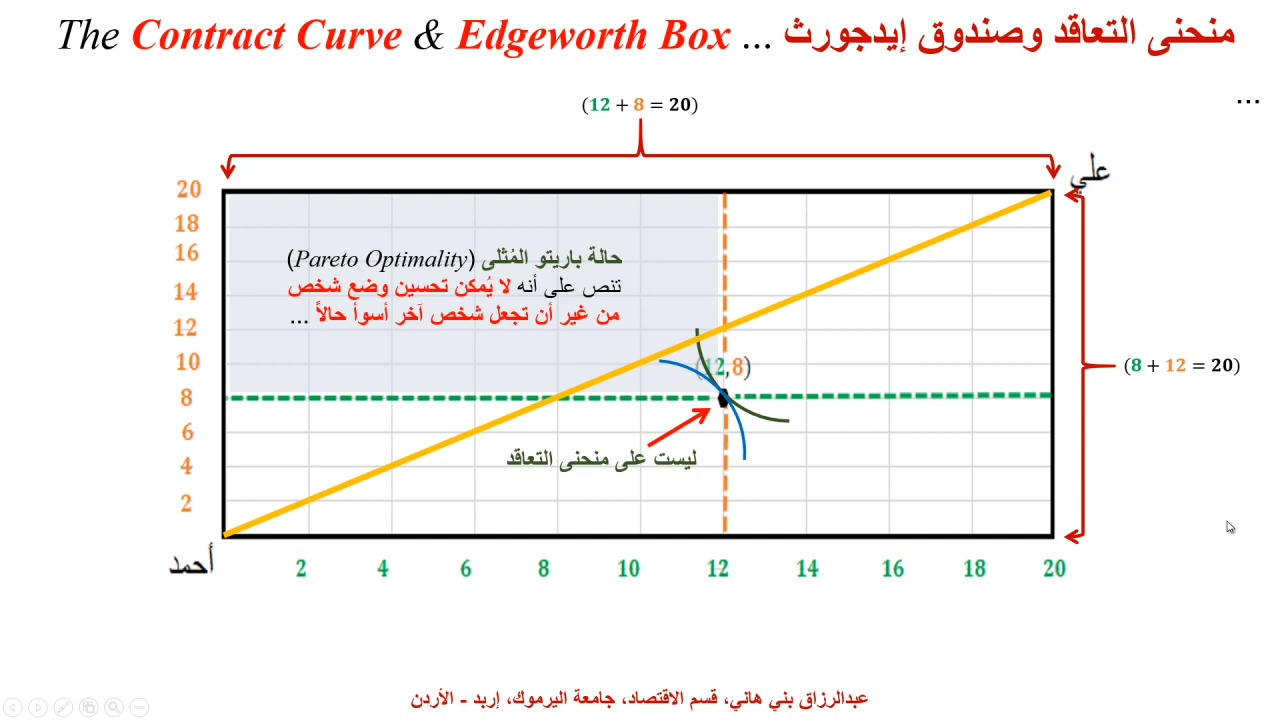 The Contract Curve & Edgeworth Box ... منحنى التعاقد وصندوق إيدجورث
...
(12 + 8 = 20)
علي
20
18
16
14
12
10
8
6
4
2
حالة باريتو المُثلى (Pareto Optimality)
تنص على أنه لا يُمكن تحسين وضع شخص
من غير أن تجعل شخص آخر أسوأ حالاً ...
(12,8)
(8 + 12 = 20)
ليست على منحنى التعاقد
أحمد
2 4 6 8 10 12 14 16 18 20
عبدالرزاق بني هاني، قسم الاقتصاد، جامعة اليرموك، إربد - الأردن